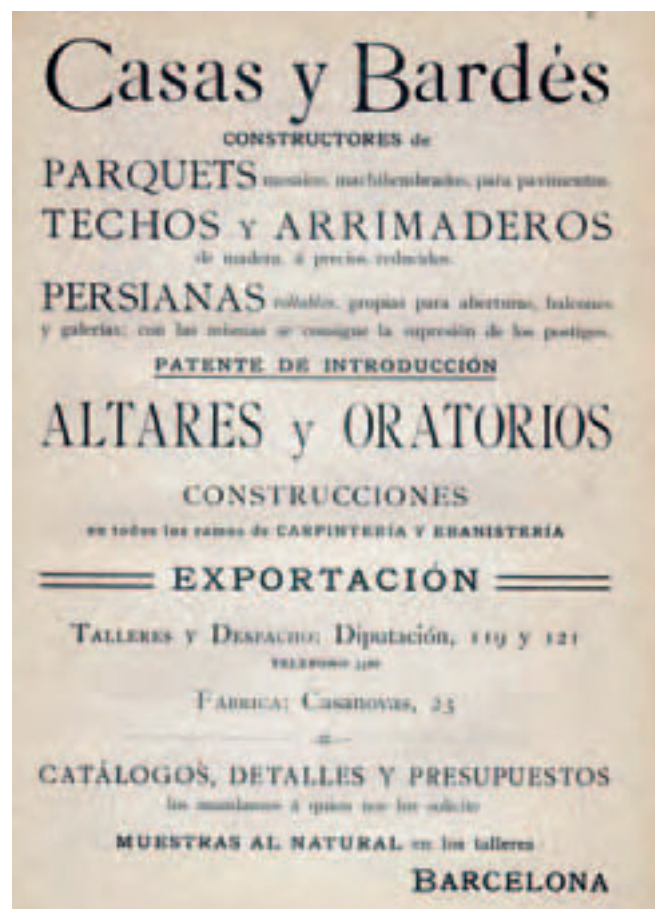 Casas y Bardés
CONSTRUCTORES de
PARQUETS mosaico, machihembrados, para pavimentos.
TECHOS Y ARRIMADEROS
de madera, á precios reducidos.
PERSIANAS propias para aberturas, balcones
y galerías; con las mismas se consigue la supresión de los postigos.
PATENTE DE INTRODUCCIÓN
ALTARES y ORATORIOS
CONSTRUCCIONES
en todos los ramos de CARPINTERÍA Y EBANISTERÍA
EXPORTACIÓN
TALLERES Y DESPACHO: Diputación, 119 y 121
TELÉFONO
FABRICA: Casanovas, 25
CATÁLOGOS, DETALLES Y PRESUPUESTOS
los mandamos á quien nos los solicite
MUESTRAS AL NATURAL en los talleres
BARCELONA